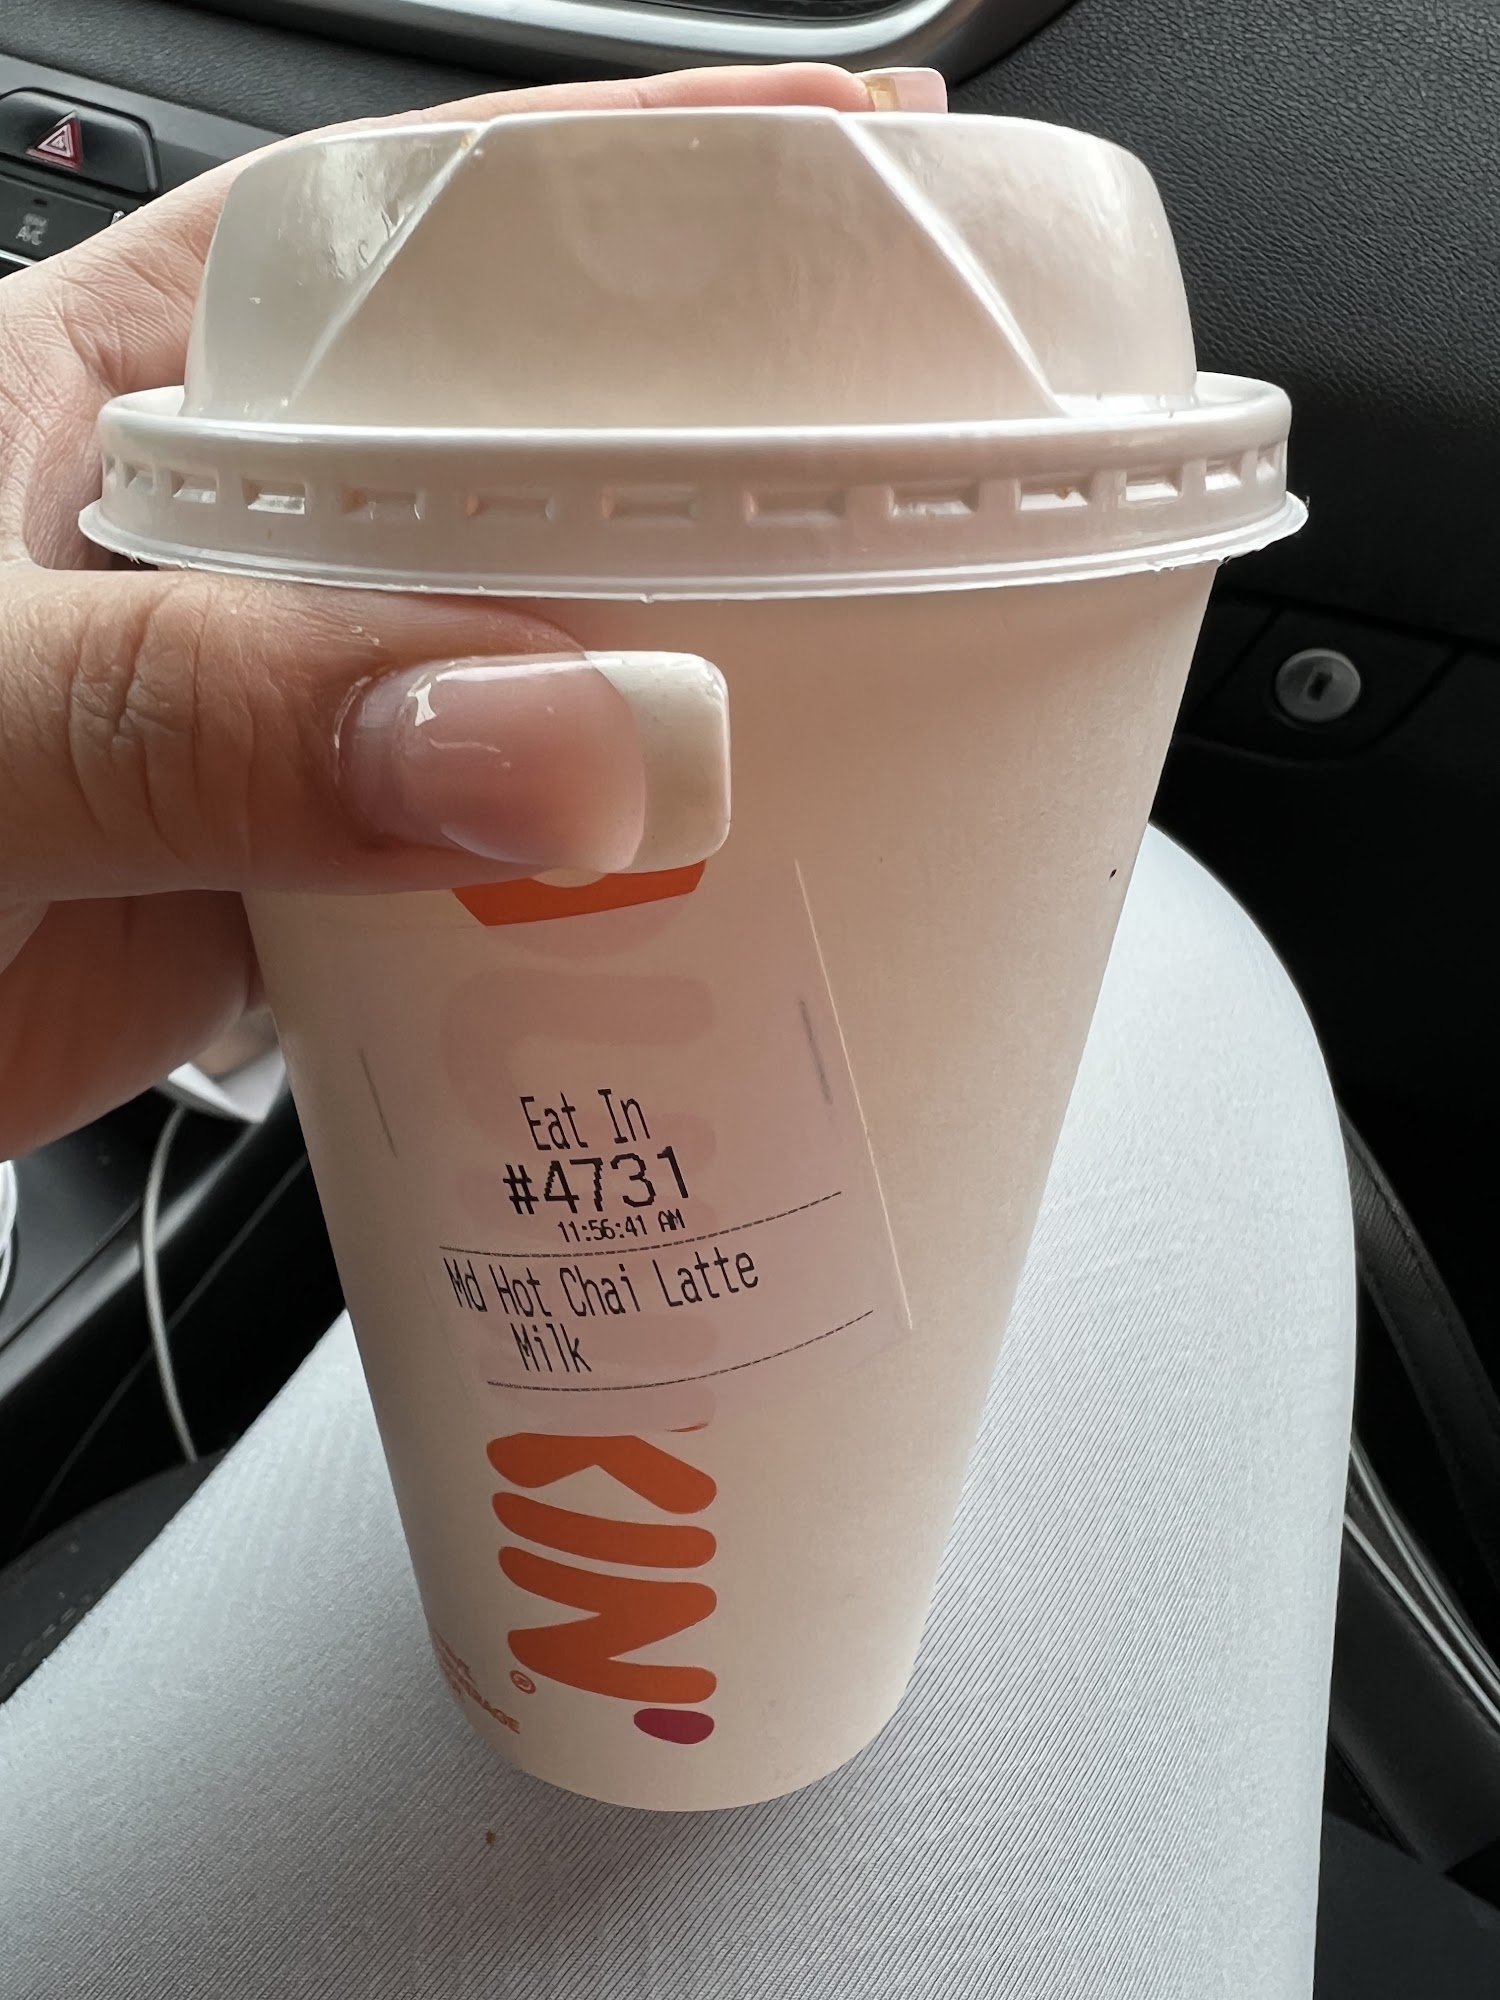 A/C
Eat In
#4731
11:56:41 AM
Md Hot Chai Latte
Milk
KIN'
®